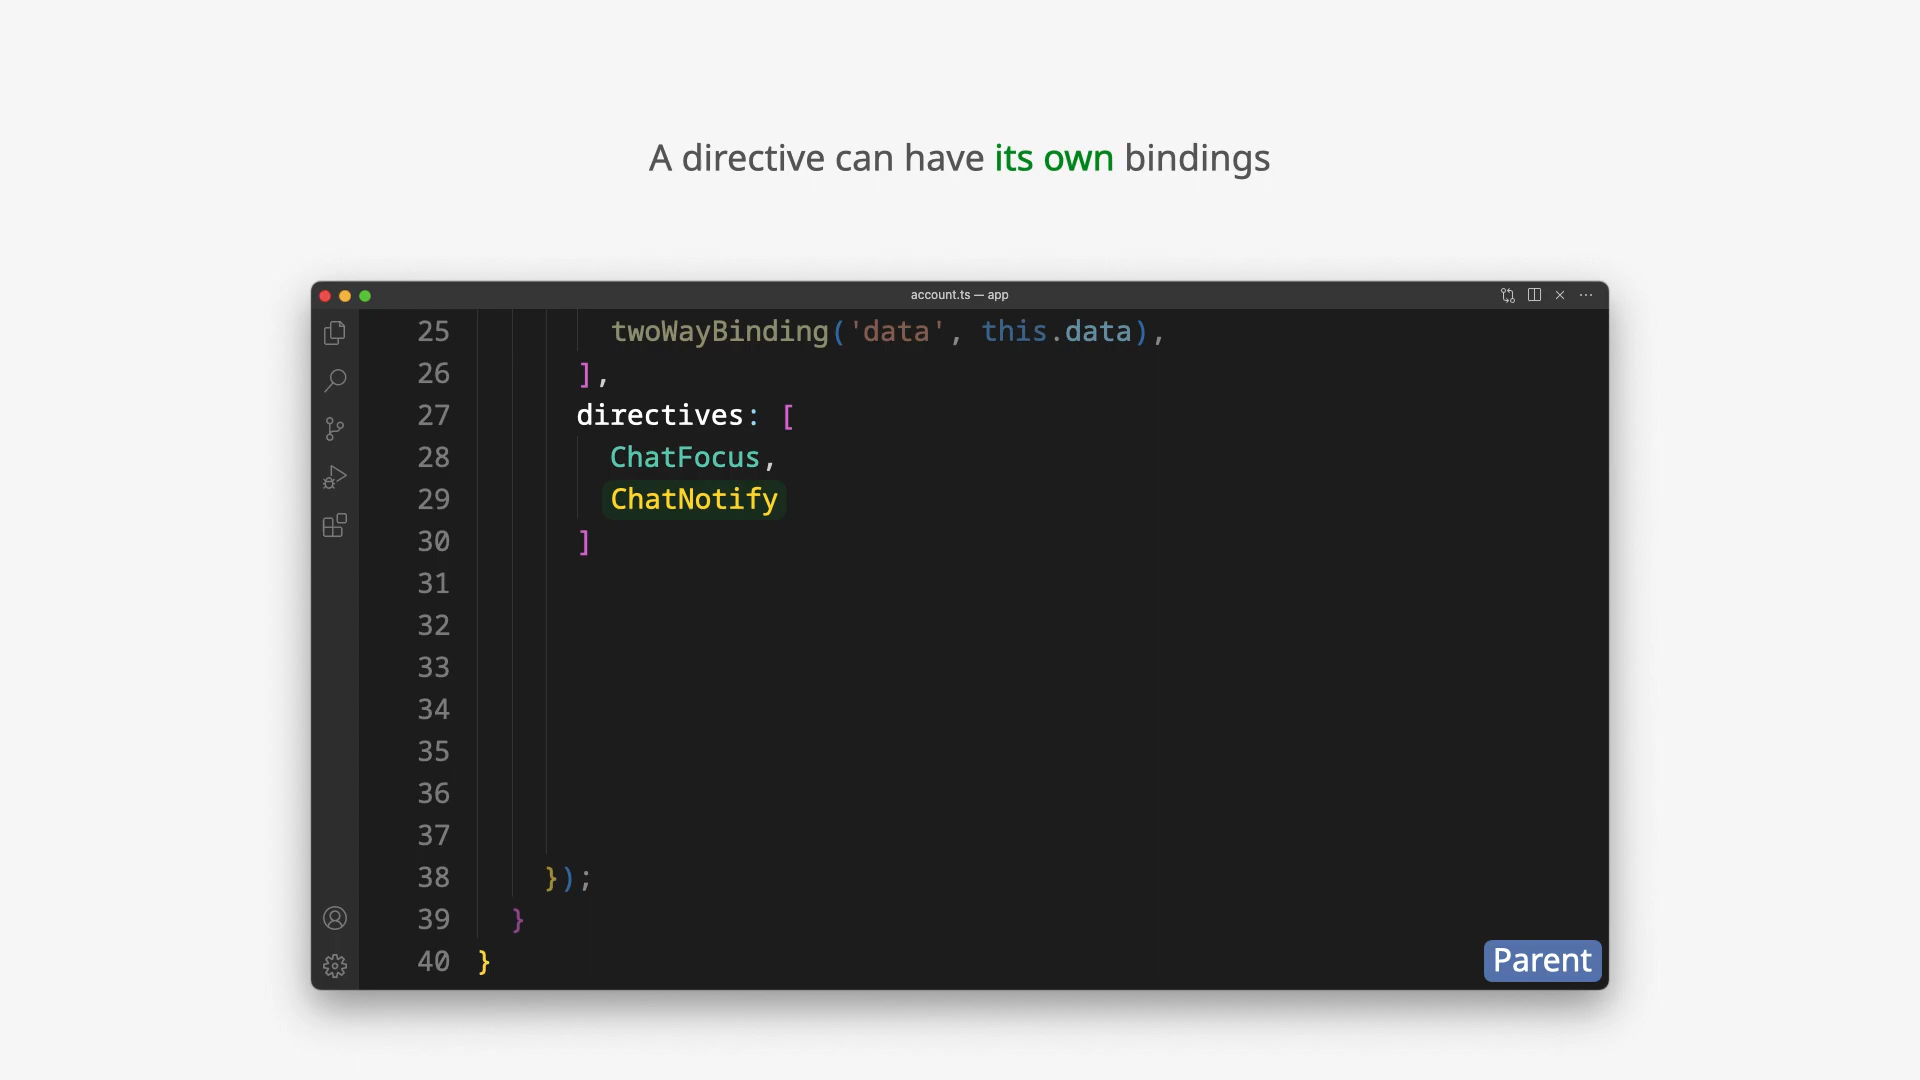 A directive can have its own bindings
account.ts — app
25 twoWayBinding('data', this.data),
26 ],
27 directives: [
28 ChatFocus,
29 ChatNotify
30 ]
31
32
33
34
35
36
37
38 });
39 }
40 }
Parent